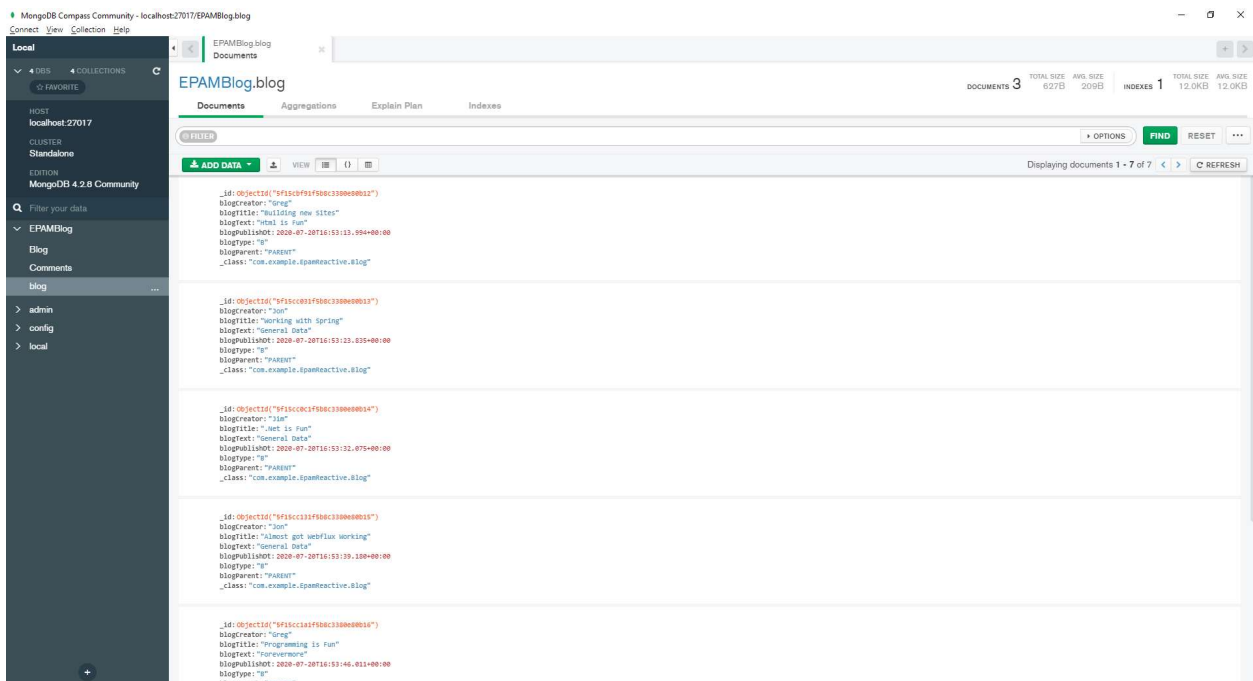 MongoDB Compass Community - localhost:27017/EPAMBlog.blog
Connect View Collection Help
Local
4 DBS 4 COLLECTIONS
FAVORITE
HOST
localhost:27017
CLUSTER
Standalone
EDITION
MongoDB 4.2.8 Community
Filter your data
EPAMBlog
Blog
Comments
blog
...
admin
config
local
EPAMBlog.blog
Documents
EPAMBlog.blog
DOCUMENTS 3 TOTAL SIZE 627B AVG. SIZE 209B INDEXES 1 TOTAL SIZE 12.0KB AVG. SIZE 12.0KB
Documents Aggregations Explain Plan Indexes
FILTER OPTIONS FIND RESET ...
ADD DATA VIEW {} Displaying documents 1 - 7 of 7 < > REFRESH
_id: ObjectId("5f15cbf91f5b8c3380e80b12")
blogCreator: "Greg"
blogTitle: "Building new Sites"
blogText: "Html is Fun"
blogPublishDt: 2020-07-20T16:53:13.994+00:00
blogType: "B"
blogParent: "PARENT"
_class: "com.example.EpamReactive.Blog"
_id: ObjectId("5f15cc031f5b8c3380e80b13")
blogCreator: "Jon"
blogTitle: "Working with Spring"
blogText: "General Data"
blogPublishDt: 2020-07-20T16:53:23.835+00:00
blogType: "B"
blogParent: "PARENT"
_class: "com.example.EpamReactive.Blog"
_id: ObjectId("5f15cc0c1f5b8c3380e80b14")
blogCreator: "Jim"
blogTitle: ".Net is Fun"
blogText: "General Data"
blogPublishDt: 2020-07-20T16:53:32.075+00:00
blogType: "B"
blogParent: "PARENT"
_class: "com.example.EpamReactive.Blog"
_id: ObjectId("5f15cc131f5b8c3380e80b15")
blogCreator: "Jon"
blogTitle: "Almost got Webflux Working"
blogText: "General Data"
blogPublishDt: 2020-07-20T16:53:39.180+00:00
blogType: "B"
blogParent: "PARENT"
_class: "com.example.EpamReactive.Blog"
_id: ObjectId("5f15cc1a1f5b8c3380e80b16")
blogCreator: "Greg"
blogTitle: "Programming is Fun"
blogText: "Forevermore"
blogPublishDt: 2020-07-20T16:53:46.011+00:00
blogType: "B"